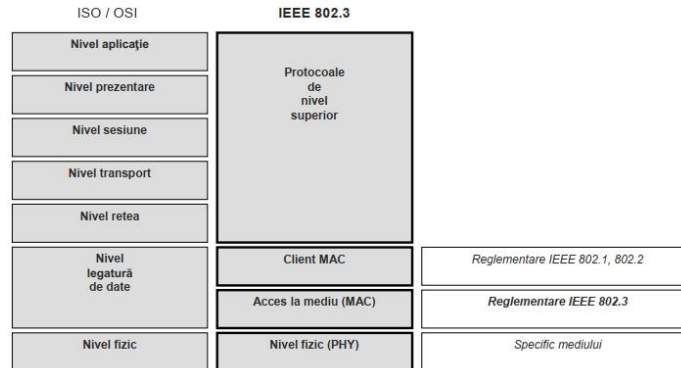 ISO / OSI
IEEE 802.3
Nivel aplicaţie
Nivel prezentare
Nivel sesiune
Nivel transport
Nivel retea
Nivel
legatură
de date
Nivel fizic
Protocoale
de
nivel
superior
Client MAC
Acces la mediu (MAC)
Nivel fizic (PHY)
Reglementare IEEE 802.1, 802.2
Reglementare IEEE 802.3
Specific mediului